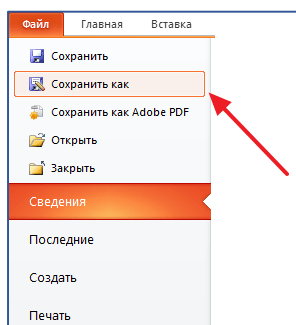 Файл Главная Вставка
Сохранить
Сохранить как
Сохранить как Adobe PDF
Открыть
Закрыть
Сведения
Последние
Создать
Печать